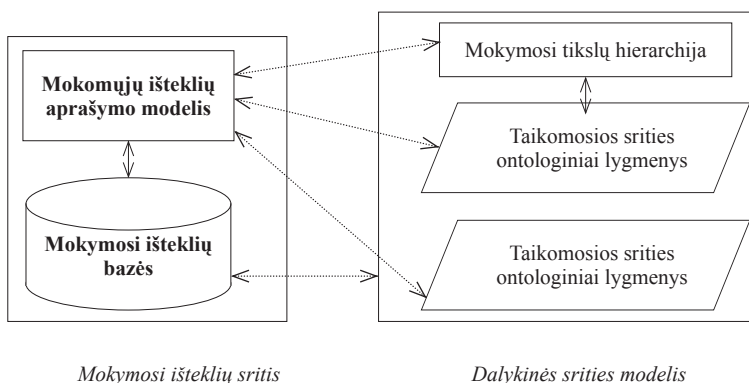 Mokomųjų išteklių
aprašymo modelis
Mokymosi išteklių
bazės
Mokymosi tikslų hierarchija
Taikomosios srities
ontologiniai lygmenys
Taikomosios srities
ontologiniai lygmenys
Mokymosi išteklių sritis
Dalykinės srities modelis